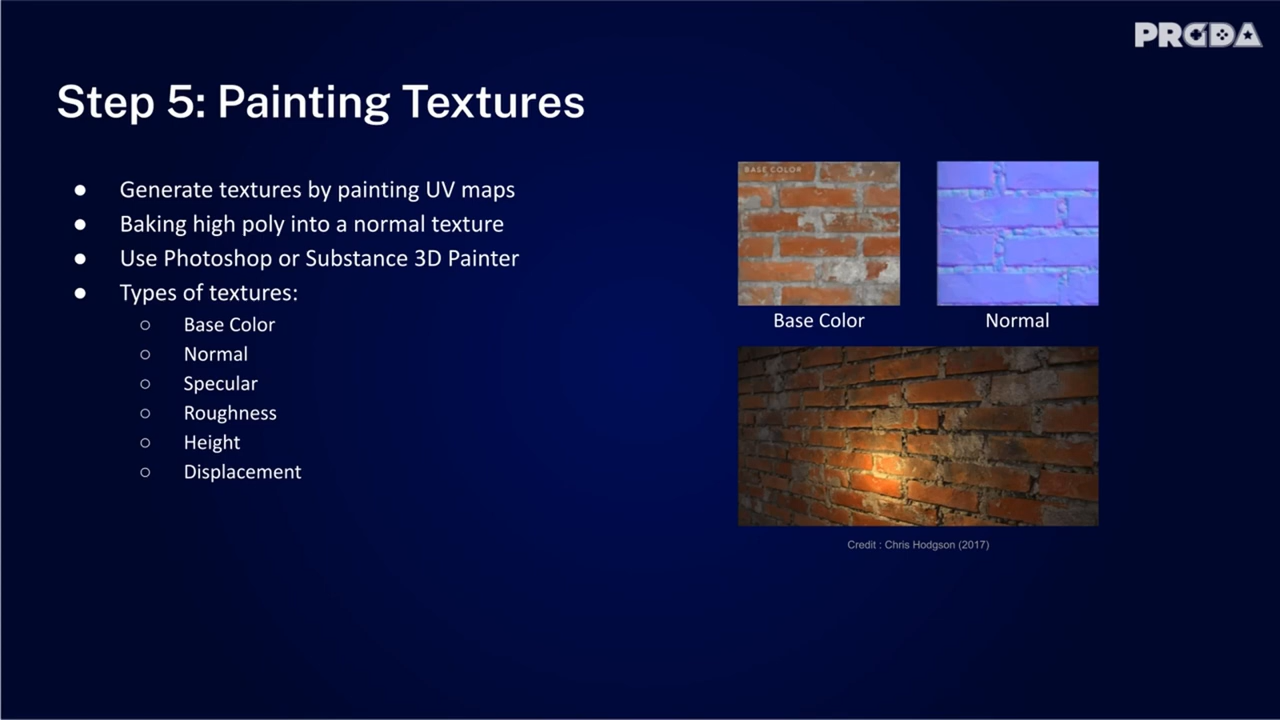 PRGDA
Step 5: Painting Textures
● Generate textures by painting UV maps
● Baking high poly into a normal texture
● Use Photoshop or Substance 3D Painter
● Types of textures:
○ Base Color
○ Normal
○ Specular
○ Roughness
○ Height
○ Displacement
BASE COLOR
Base Color
Normal
Credit : Chris Hodgson (2017)